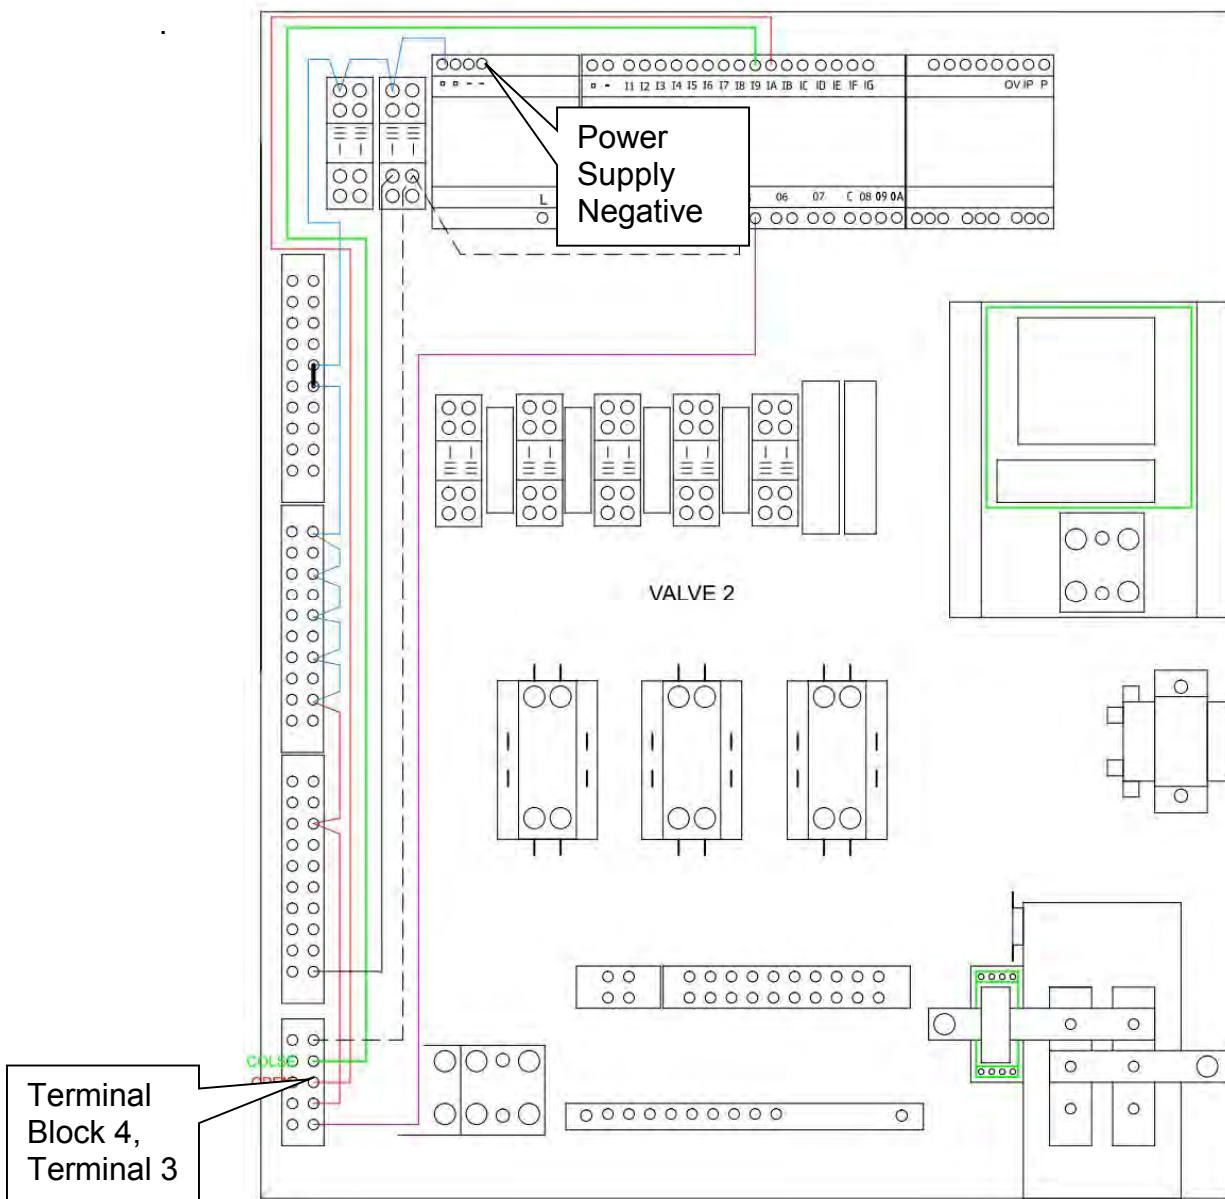 .
I1 I2 I3 I4 I5 I6 I7 I8 I9 IA IB IC ID IE IF IG
OV IP P
Power
Supply
Negative
L
06 07 C 08 09 0A
VALVE 2
COLSE
Terminal
Block 4,
Terminal 3